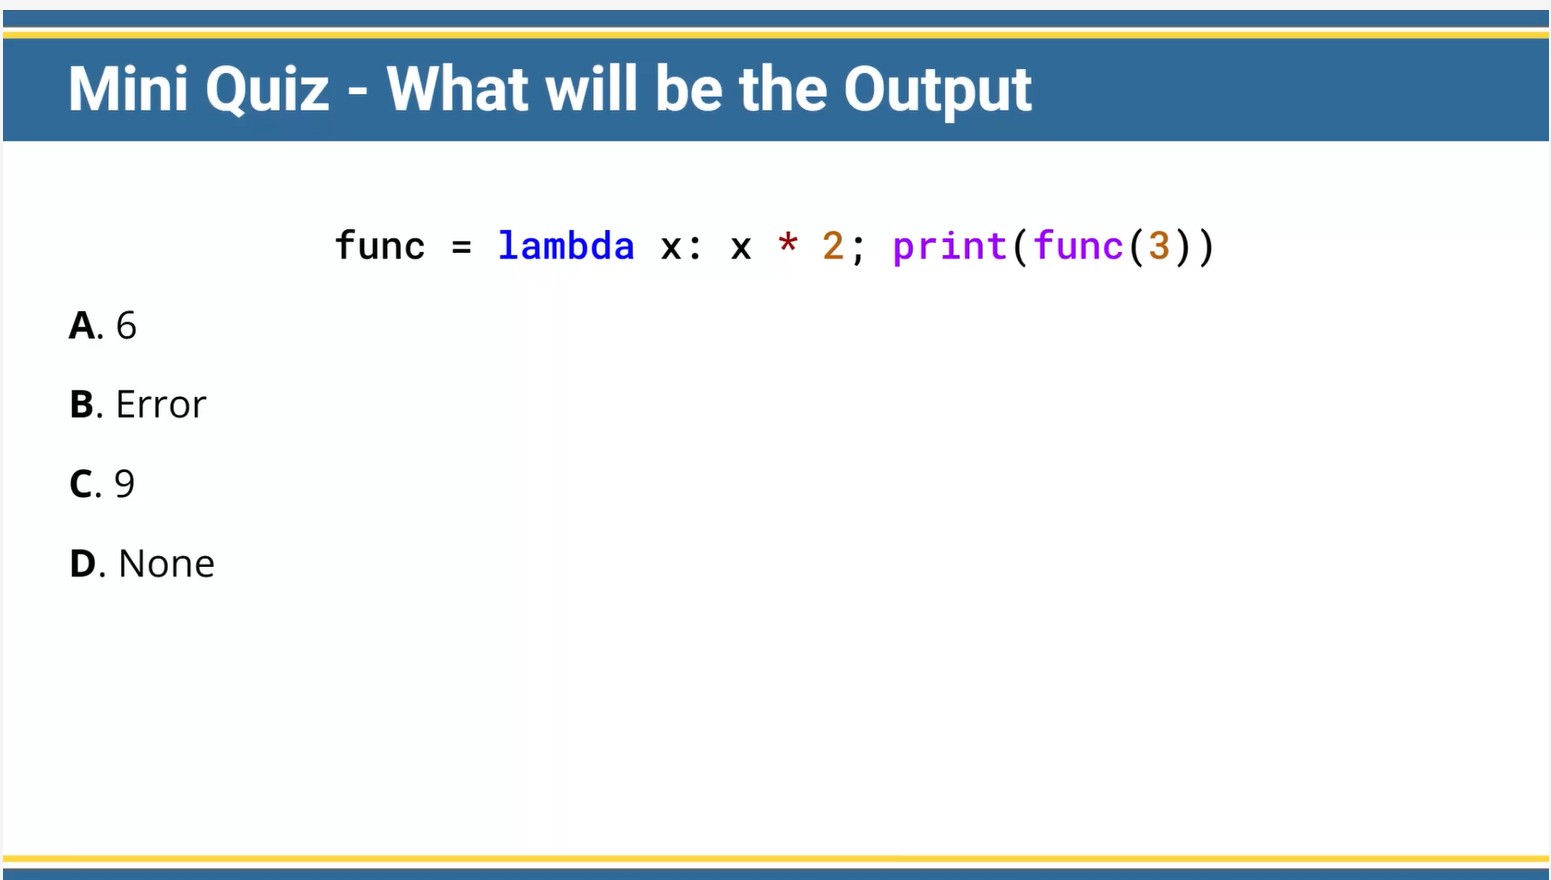 Mini Quiz - What will be the Output
func = lambda x: x * 2; print(func(3))
A. 6
B. Error
C. 9
D. None